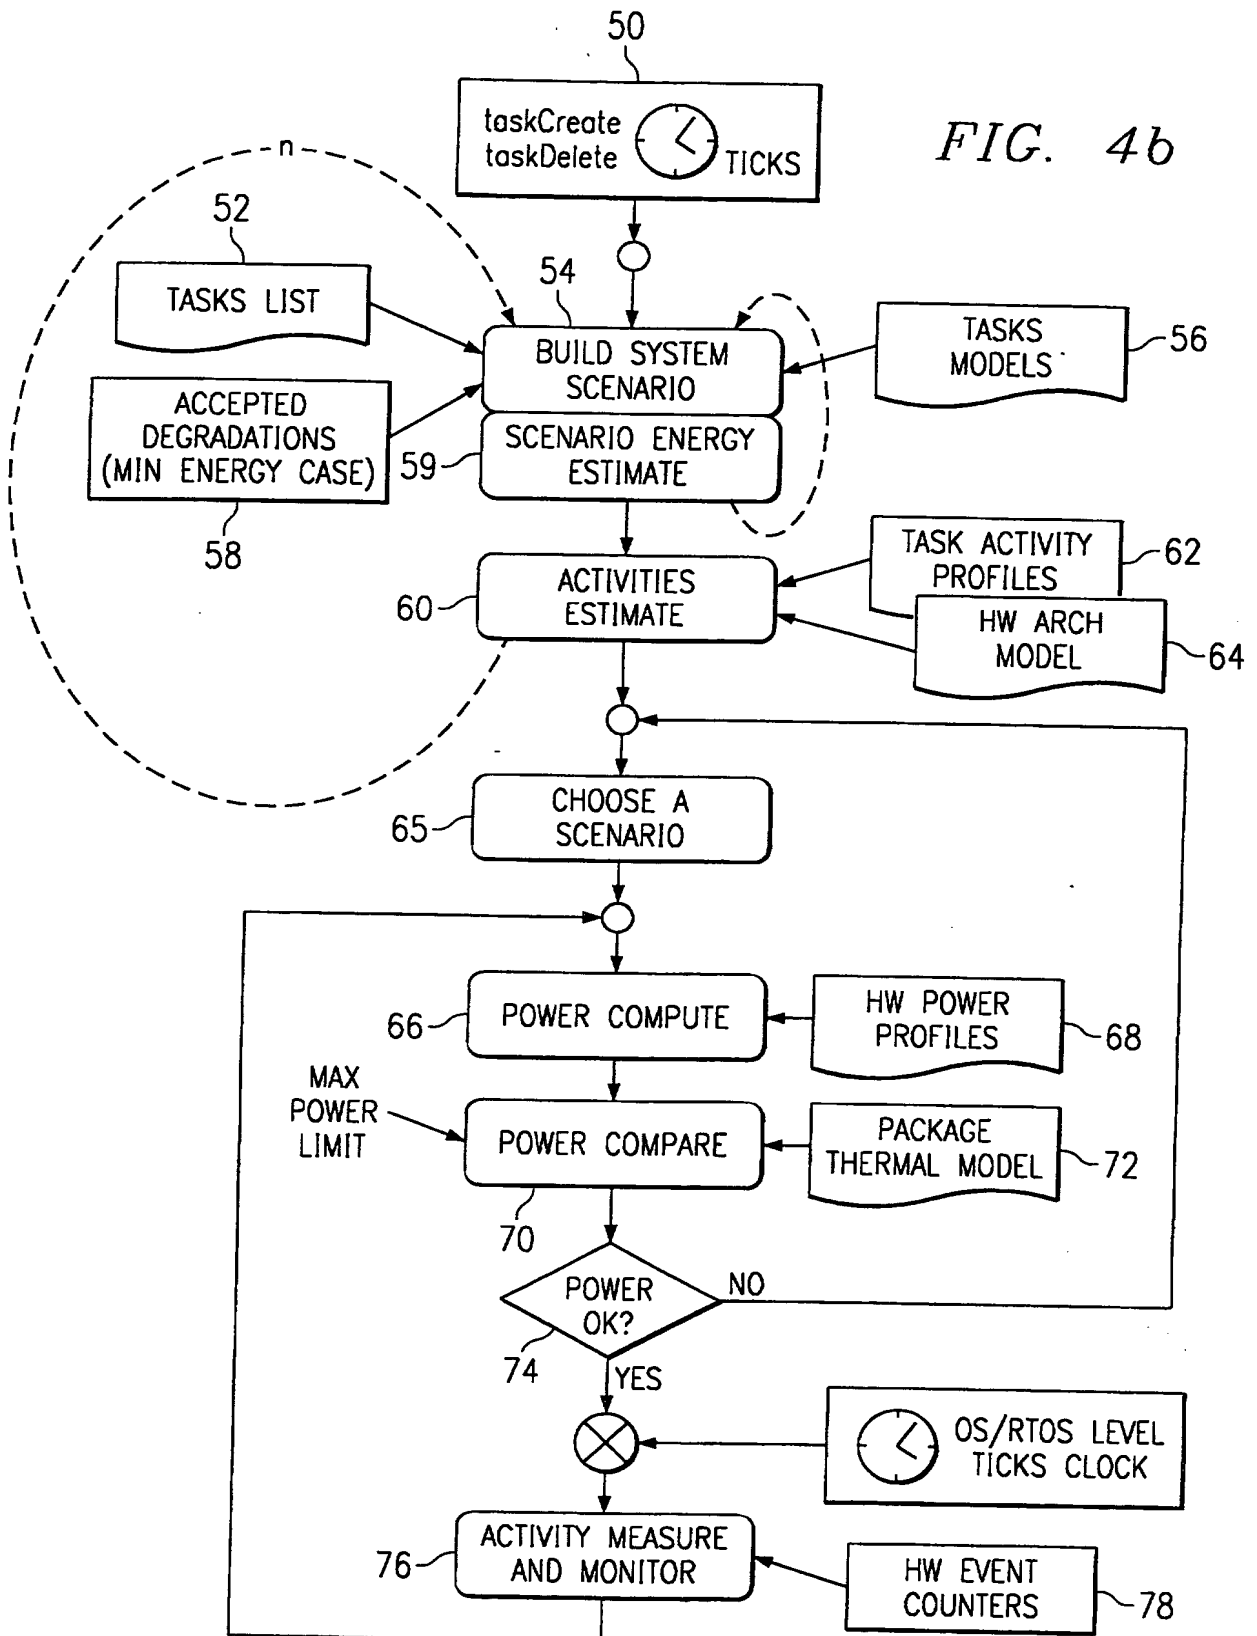 50
taskCreate
taskDelete
TICKS
FIG. 4b
n
52
TASKS LIST
54
BUILD SYSTEM
SCENARIO
TASKS
MODELS
56
ACCEPTED
DEGRADATIONS
(MIN ENERGY CASE)
58
59
SCENARIO ENERGY
ESTIMATE
60
ACTIVITIES
ESTIMATE
TASK ACTIVITY
PROFILES
62
HW ARCH
MODEL
64
65
CHOOSE A
SCENARIO
66
POWER COMPUTE
HW POWER
PROFILES
68
MAX
POWER
LIMIT
POWER COMPARE
70
PACKAGE
THERMAL MODEL
72
POWER
OK?
NO
74
YES
OS/RTOS LEVEL
TICKS CLOCK
76
ACTIVITY MEASURE
AND MONITOR
HW EVENT
COUNTERS
78